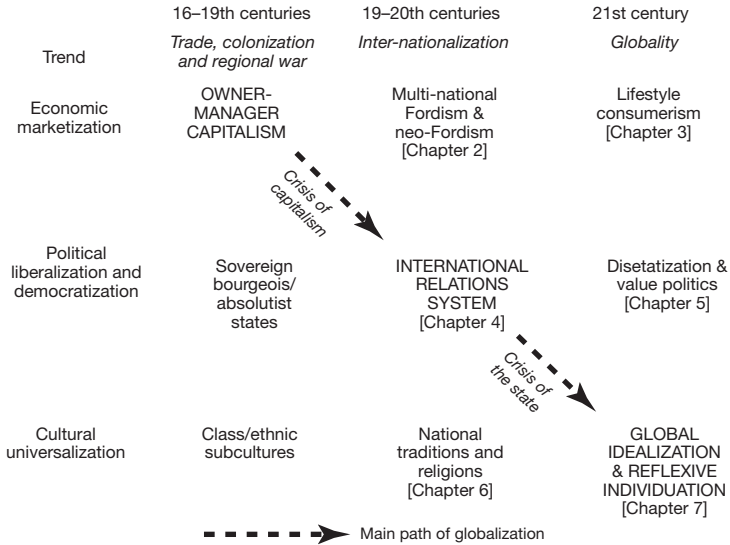 16–19th centuries
19–20th centuries
21st century
Trend
Trade, colonization
and regional war
Inter-nationalization
Globality
Economic
marketization
OWNER-
MANAGER
CAPITALISM
Multi-national
Fordism &
neo-Fordism
[Chapter 2]
Lifestyle
consumerism
[Chapter 3]
Crisis of
capitalism
Political
liberalization and
democratization
Sovereign
bourgeois/
absolutist
states
INTERNATIONAL
RELATIONS
SYSTEM
[Chapter 4]
Disetatization &
value politics
[Chapter 5]
Crisis of
the state
Cultural
universalization
Class/ethnic
subcultures
National
traditions and
religions
[Chapter 6]
GLOBAL
IDEALIZATION
& REFLEXIVE
INDIVIDUATION
[Chapter 7]
Main path of globalization